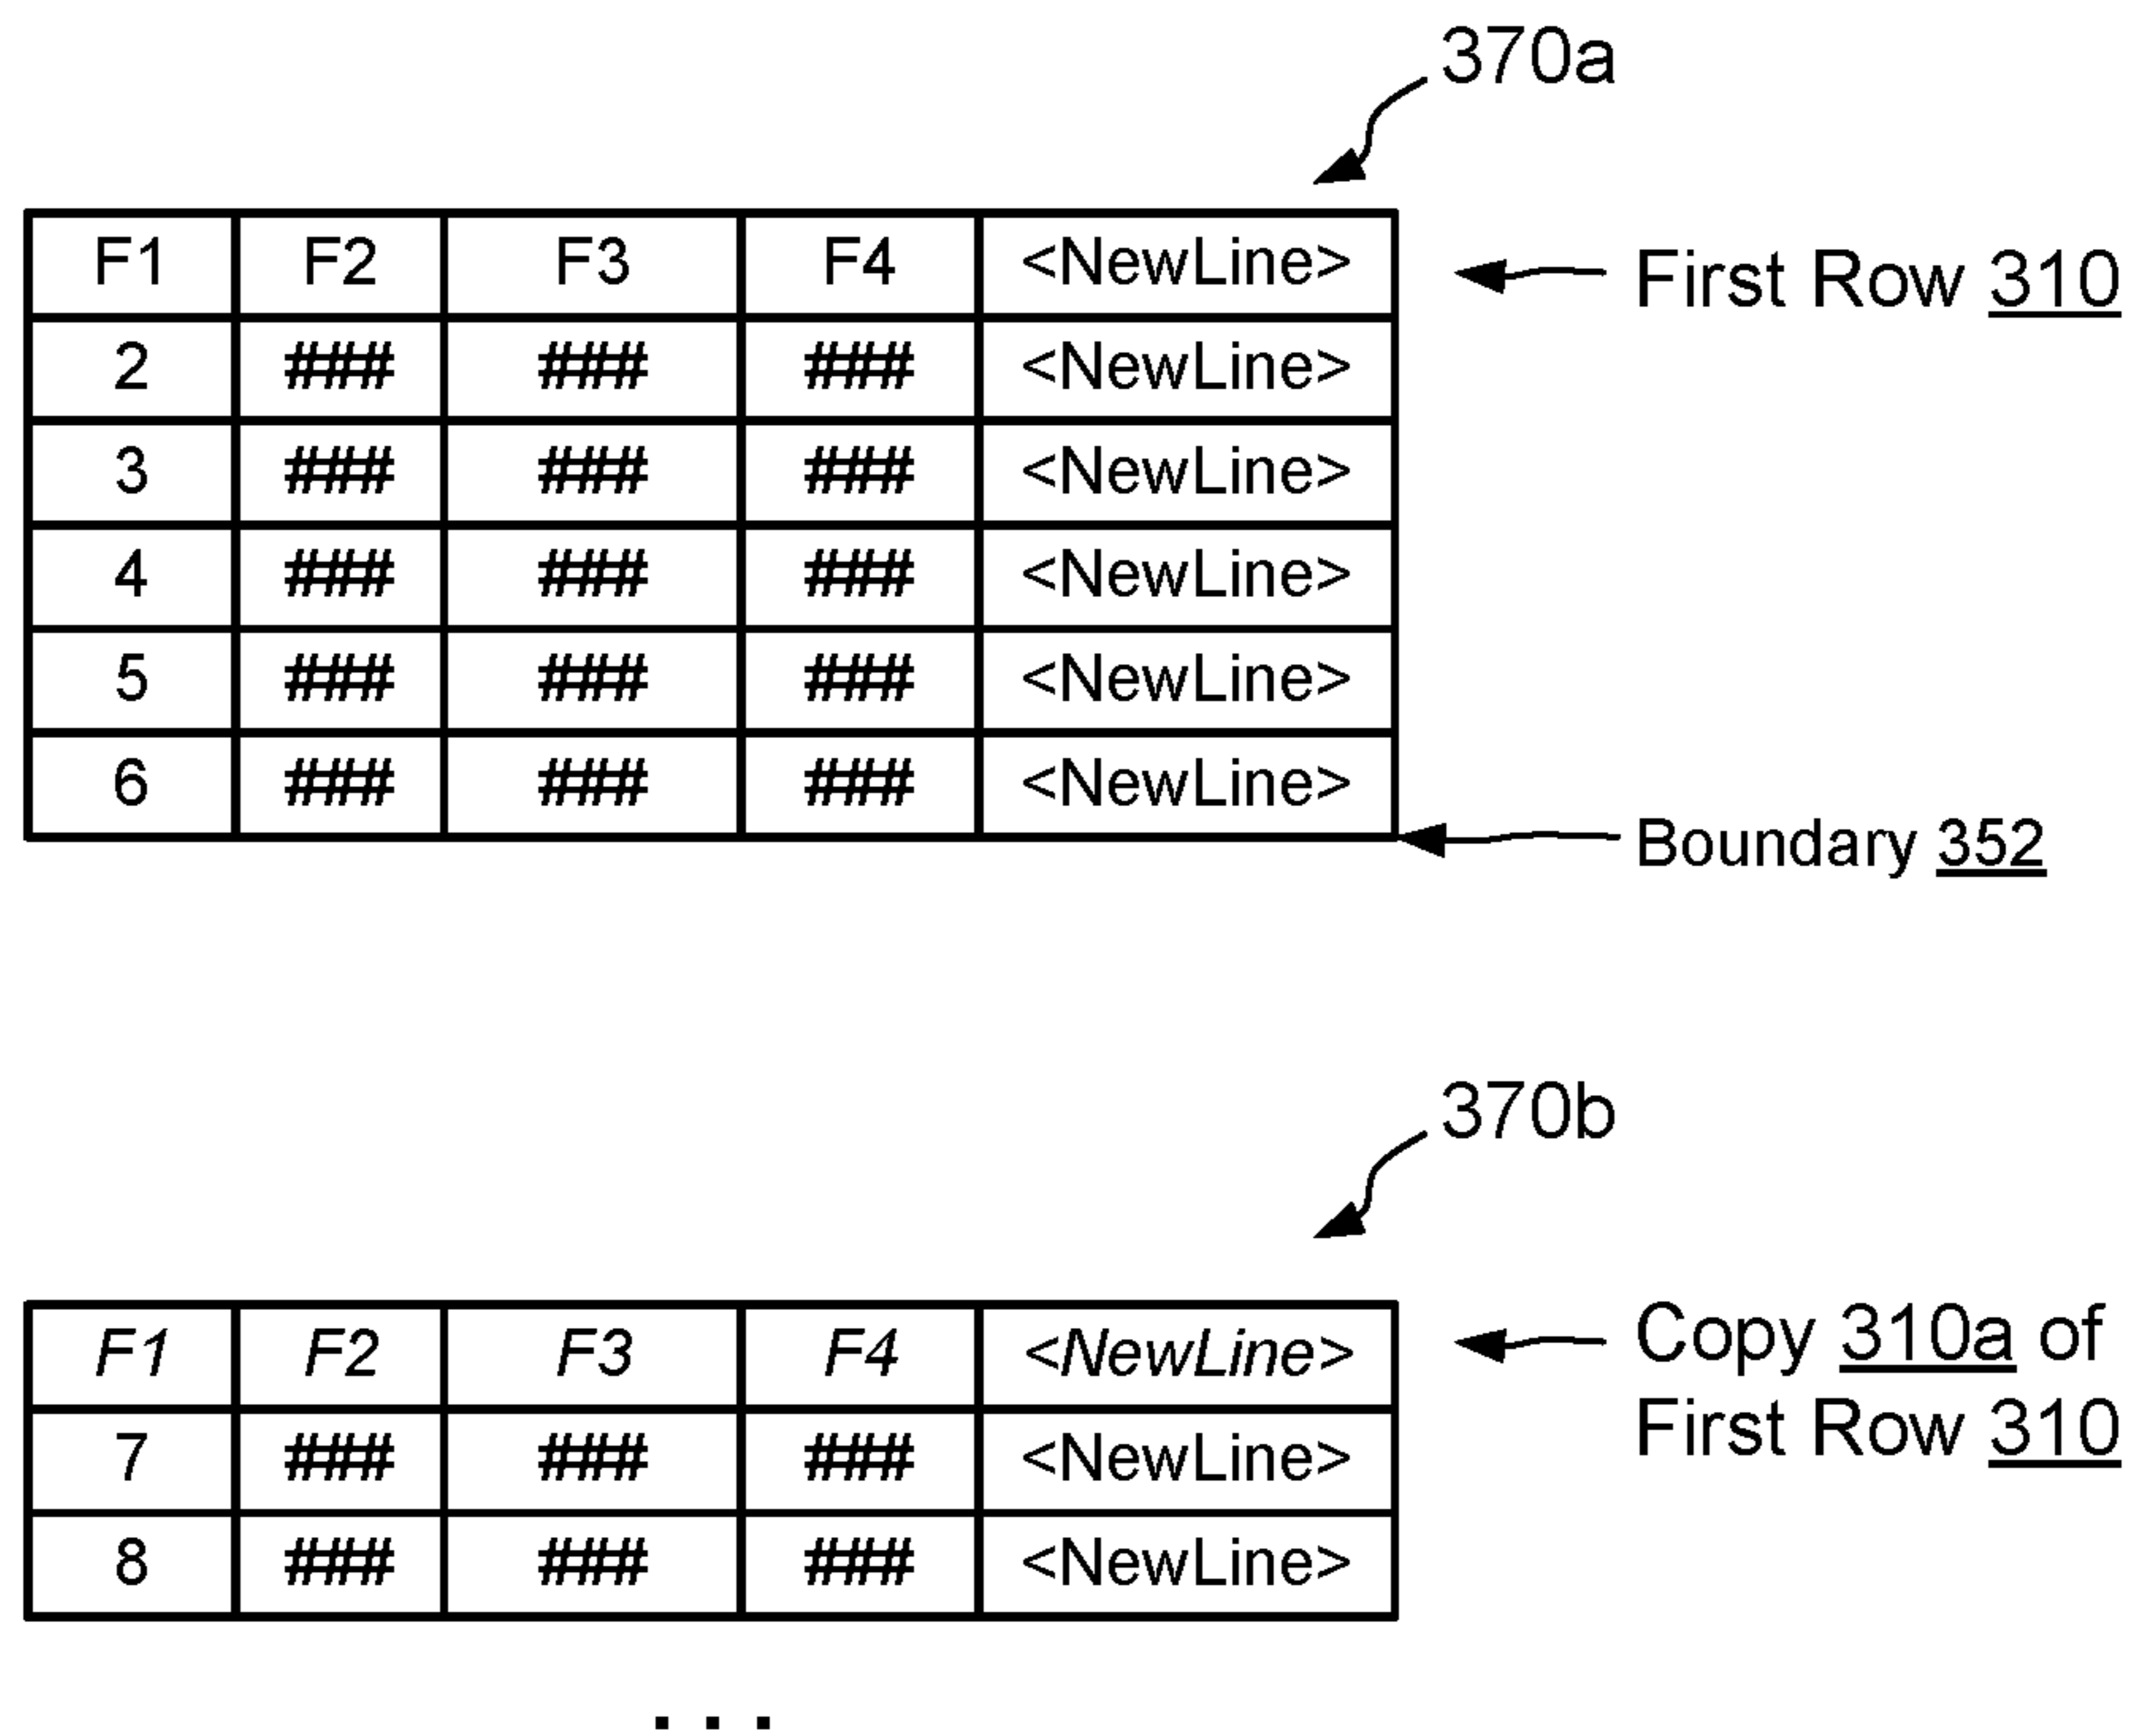 370a
F1 F2 F3 F4 <NewLine> First Row 310
2 ### ### ### <NewLine>
3 ### ### ### <NewLine>
4 ### ### ### <NewLine>
5 ### ### ### <NewLine>
6 ### ### ### <NewLine>
Boundary 352
370b
F1 F2 F3 F4 <NewLine> Copy 310a of
First Row 310
7 ### ### ### <NewLine>
8 ### ### ### <NewLine>
. . .